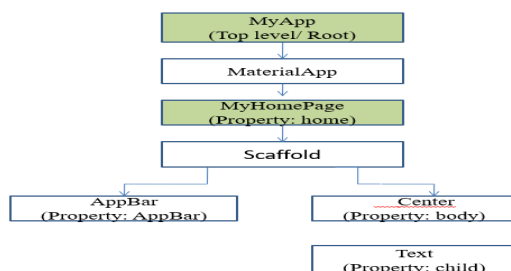 MyApp
(Top level/ Root)
MaterialApp
MyHomePage
(Property: home)
Scaffold
AppBar
(Property: AppBar)
Center
(Property: body)
Text
(Property: child)